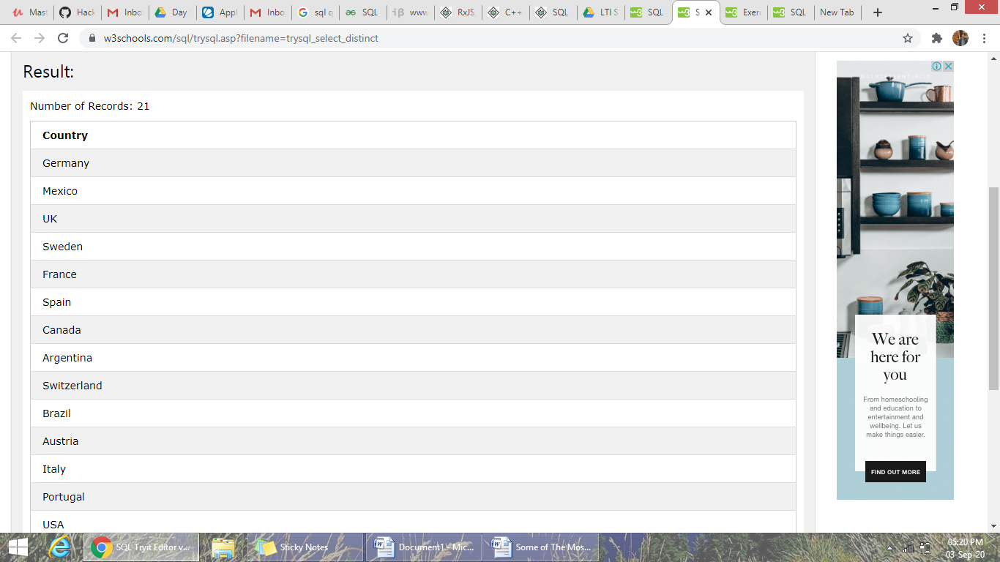 Mast
Hack
Inbo
Day
Appl
Inbo
sql q
SQL
www
RxJS
C++
SQL
LTI S
SQL
S
Exer
SQL
New Tab
w3schools.com/sql/trysql.asp?filename=trysql_select_distinct
Result:
Number of Records: 21
Country
Germany
Mexico
UK
Sweden
France
Spain
Canada
Argentina
Switzerland
Brazil
Austria
Italy
Portugal
USA
QUINTESSENTIALLY
We are
here for
you
From homeschooling
and education to
entertainment and
wellbeing. Let us
make things easier.
FIND OUT MORE
SQL Tryit Editor v...
Sticky Notes
Document1 - Mic...
Some of The Mos...
05:20 PM
03-Sep-20